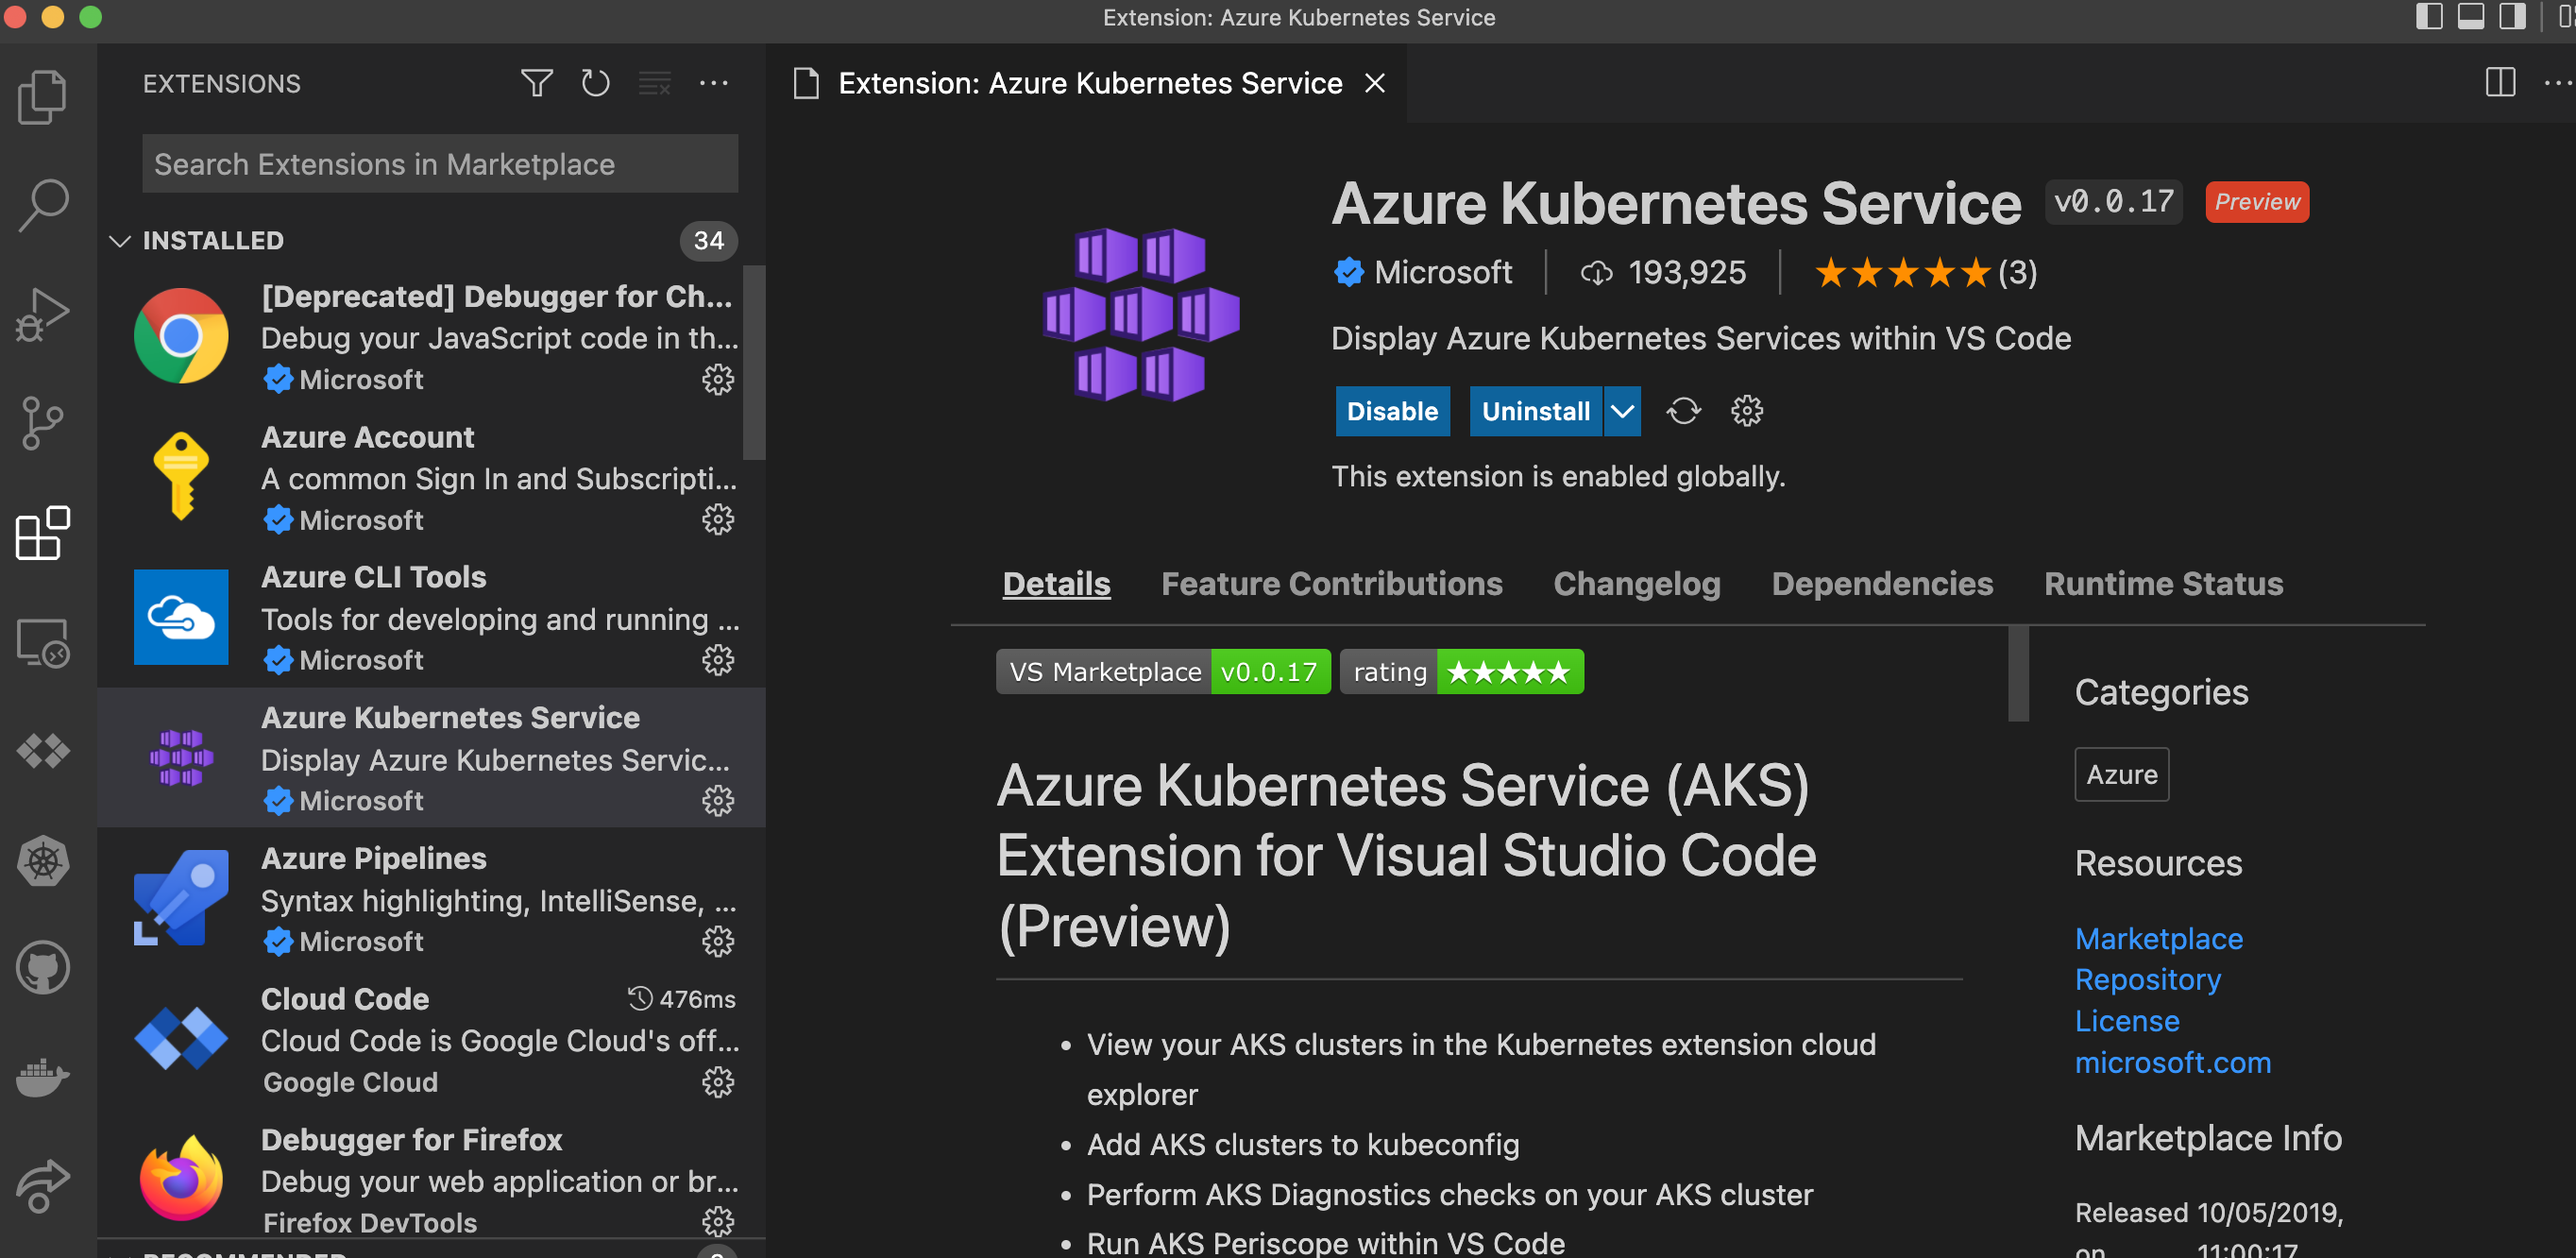 Extension: Azure Kubernetes Service
EXTENSIONS
Search Extensions in Marketplace
INSTALLED 34
[Deprecated] Debugger for Ch...
Debug your JavaScript code in th...
Microsoft
Azure Account
A common Sign In and Subscripti...
Microsoft
Azure CLI Tools
Tools for developing and running ...
Microsoft
Azure Kubernetes Service
Display Azure Kubernetes Servic...
Microsoft
Azure Pipelines
Syntax highlighting, IntelliSense, ...
Microsoft
Cloud Code 476ms
Cloud Code is Google Cloud's off...
Google Cloud
Debugger for Firefox
Debug your web application or br...
Firefox DevTools
RECOMMENDED
Extension: Azure Kubernetes Service
Azure Kubernetes Service v0.0.17 Preview
Microsoft 193,925 ★★★★★(3)
Display Azure Kubernetes Services within VS Code
Disable Uninstall
This extension is enabled globally.
Details Feature Contributions Changelog Dependencies Runtime Status
VS Marketplace v0.0.17 rating ★★★★★
Azure Kubernetes Service (AKS)
Extension for Visual Studio Code
(Preview)
• View your AKS clusters in the Kubernetes extension cloud
explorer
• Add AKS clusters to kubeconfig
• Perform AKS Diagnostics checks on your AKS cluster
• Run AKS Periscope within VS Code
Categories
Azure
Resources
Marketplace
Repository
License
microsoft.com
Marketplace Info
Released 10/05/2019,
on 11:00:17